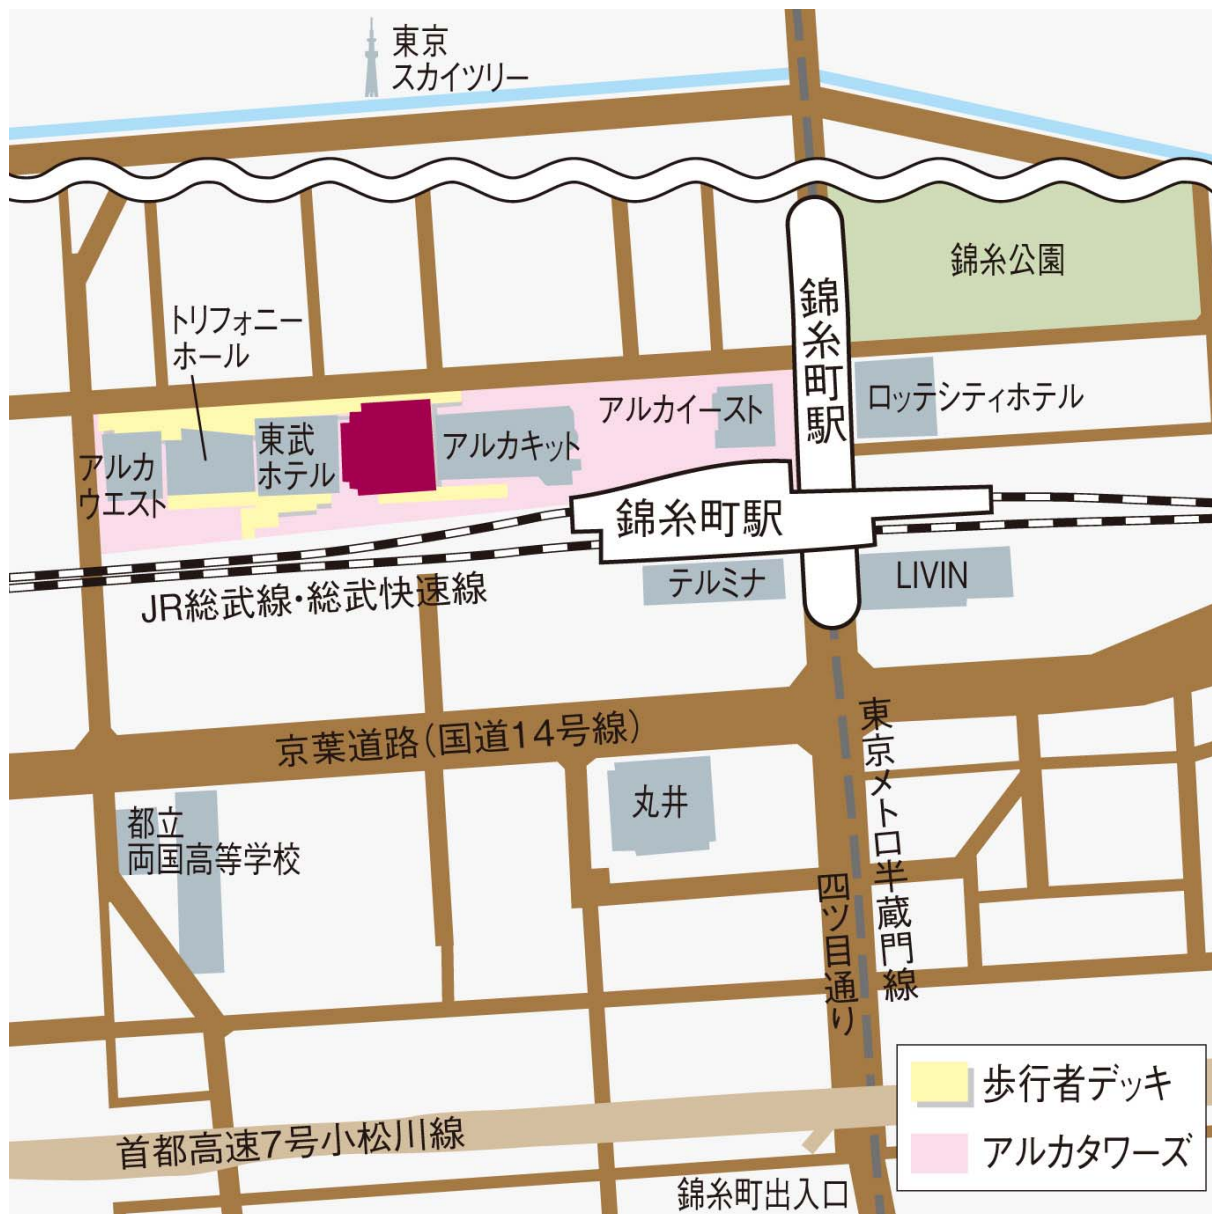 東京
スカイツリー
錦糸公園
錦糸町駅
トリフォニー
ホール
ロッテシティホテル
アルカイースト
東武
ホテル
アルカキット
アルカ
ウエスト
錦糸町駅
テルミナ
LIVIN
JR総武線・総武快速線
京葉道路(国道14号線)
東京メトロ半蔵門線
丸井
都立
両国高等学校
四ツ目通り
歩行者デッキ
アルカタワーズ
首都高速7号小松川線
錦糸町出入口